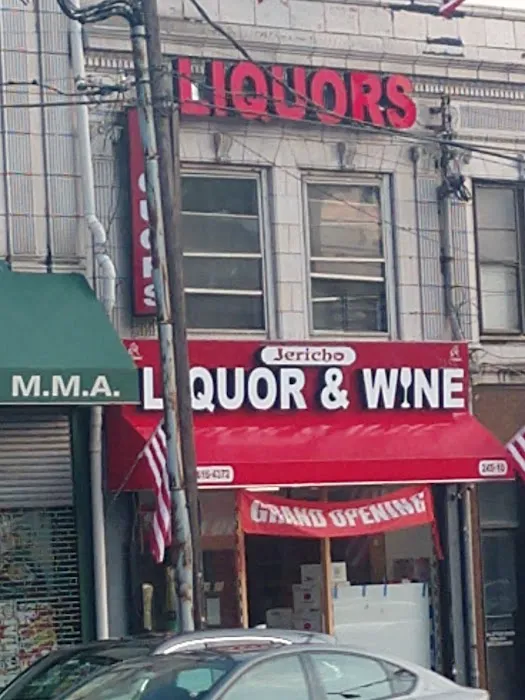 LIQUORS
Jericho
LIQUOR & WINE
M.M.A.
GRAND OPENING